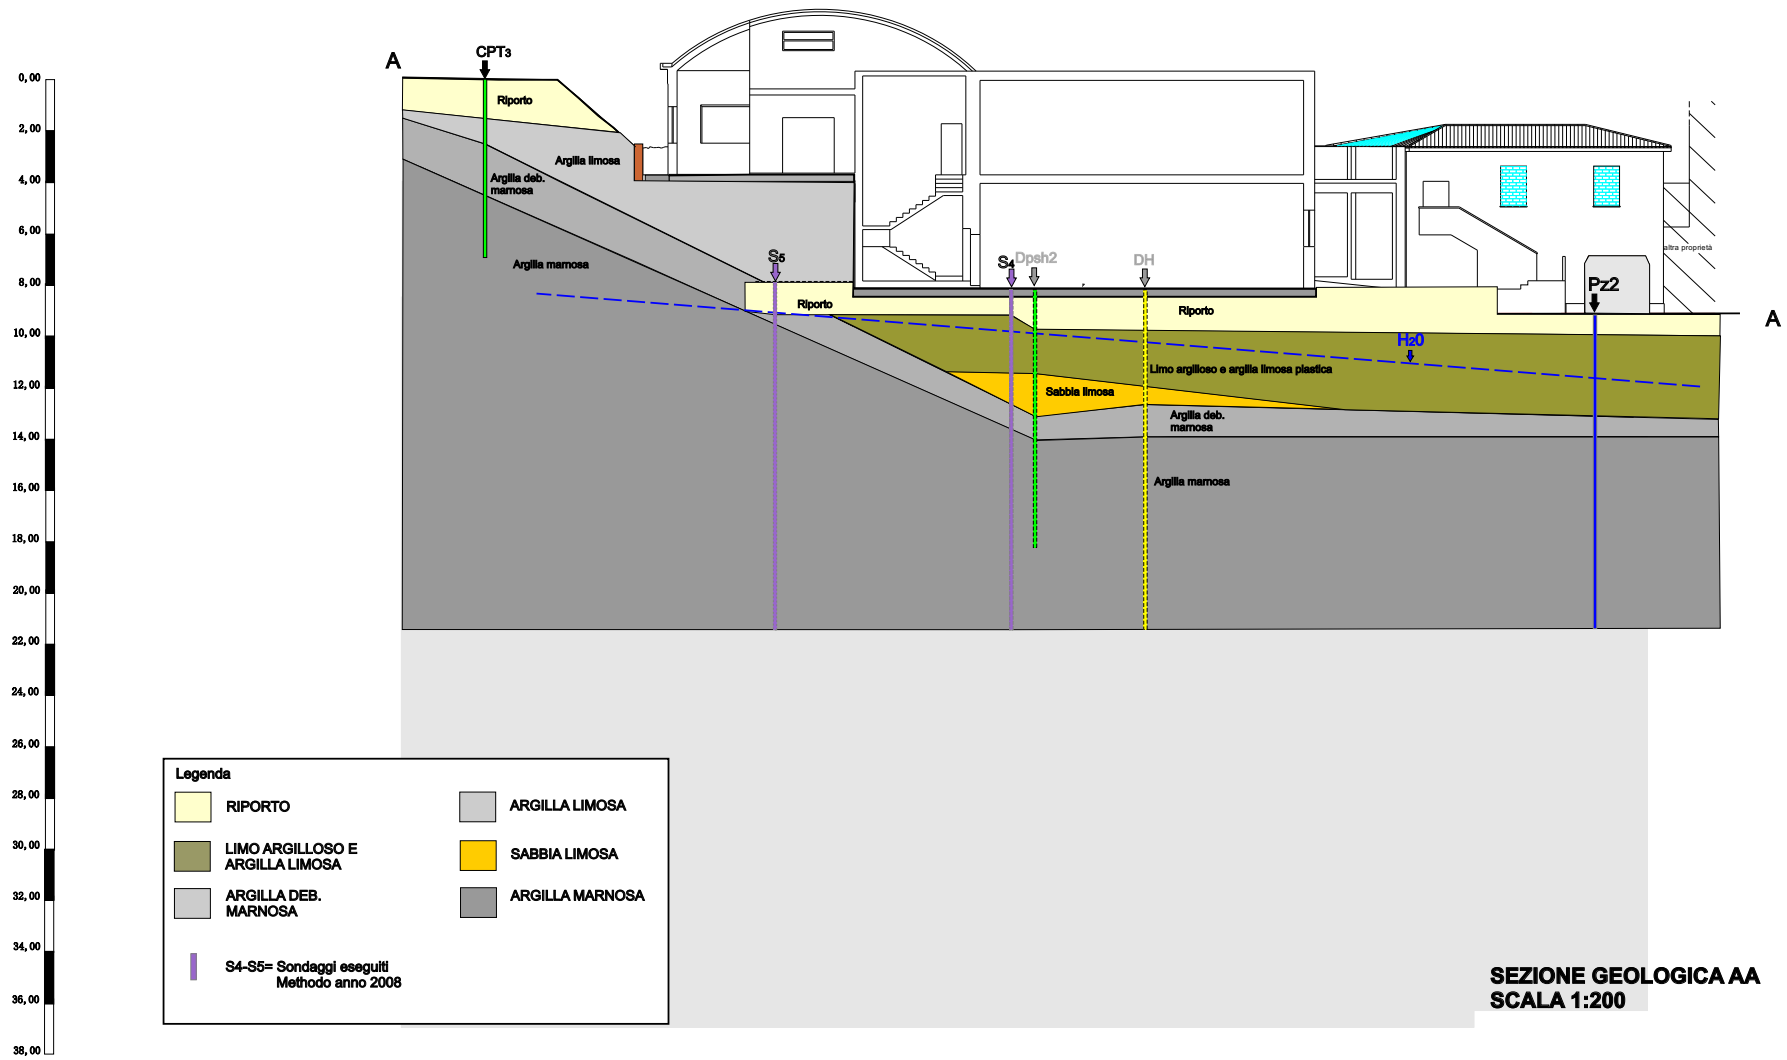 A
CPT3
0,00
2,00
4,00
6,00
8,00
10,00
12,00
14,00
16,00
18,00
20,00
22,00
24,00
26,00
28,00
30,00
32,00
34,00
36,00
38,00
Riporto
Argilla limosa
Argilla deb.
marnosa
Argilla marnosa
S5
S4
Dpsh2
DH
altra proprietà
Pz2
Riporto
Riporto
A
H20
Limo argilloso e argilla limosa plastica
Sabbia limosa
Argilla deb.
marnosa
Argilla marnosa
Legenda
RIPORTO
ARGILLA LIMOSA
LIMO ARGILLOSO E
ARGILLA LIMOSA
SABBIA LIMOSA
ARGILLA DEB.
MARNOSA
ARGILLA MARNOSA
S4-S5= Sondaggi eseguiti
Methodo anno 2008
SEZIONE GEOLOGICA AA
SCALA 1:200